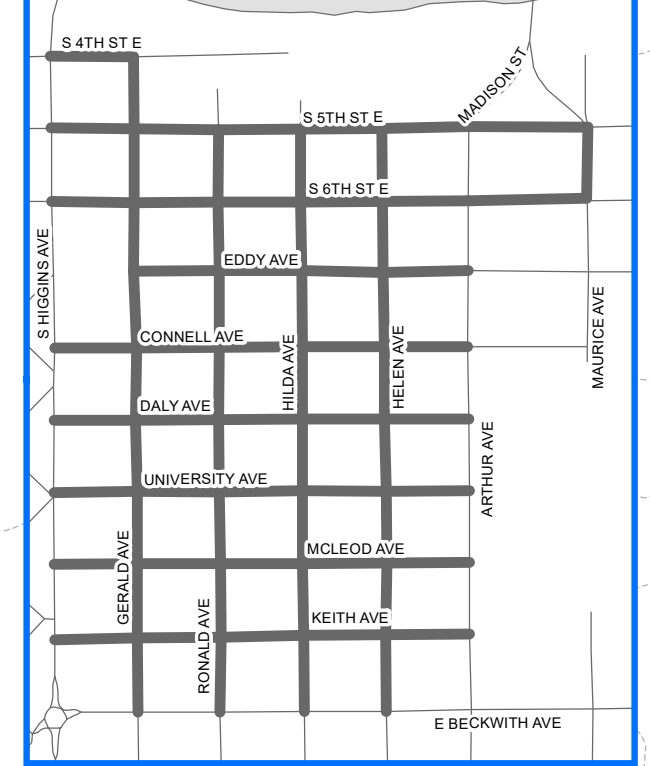 S 4TH ST E
MADISON ST
S 5TH ST E
S 6TH ST E
S HIGGINS AVE
EDDY AVE
CONNELL AVE
HILDA AVE
HELEN AVE
MAURICE AVE
DALY AVE
ARTHUR AVE
UNIVERSITY AVE
GERALD AVE
MCLEOD AVE
RONALD AVE
KEITH AVE
E BECKWITH AVE